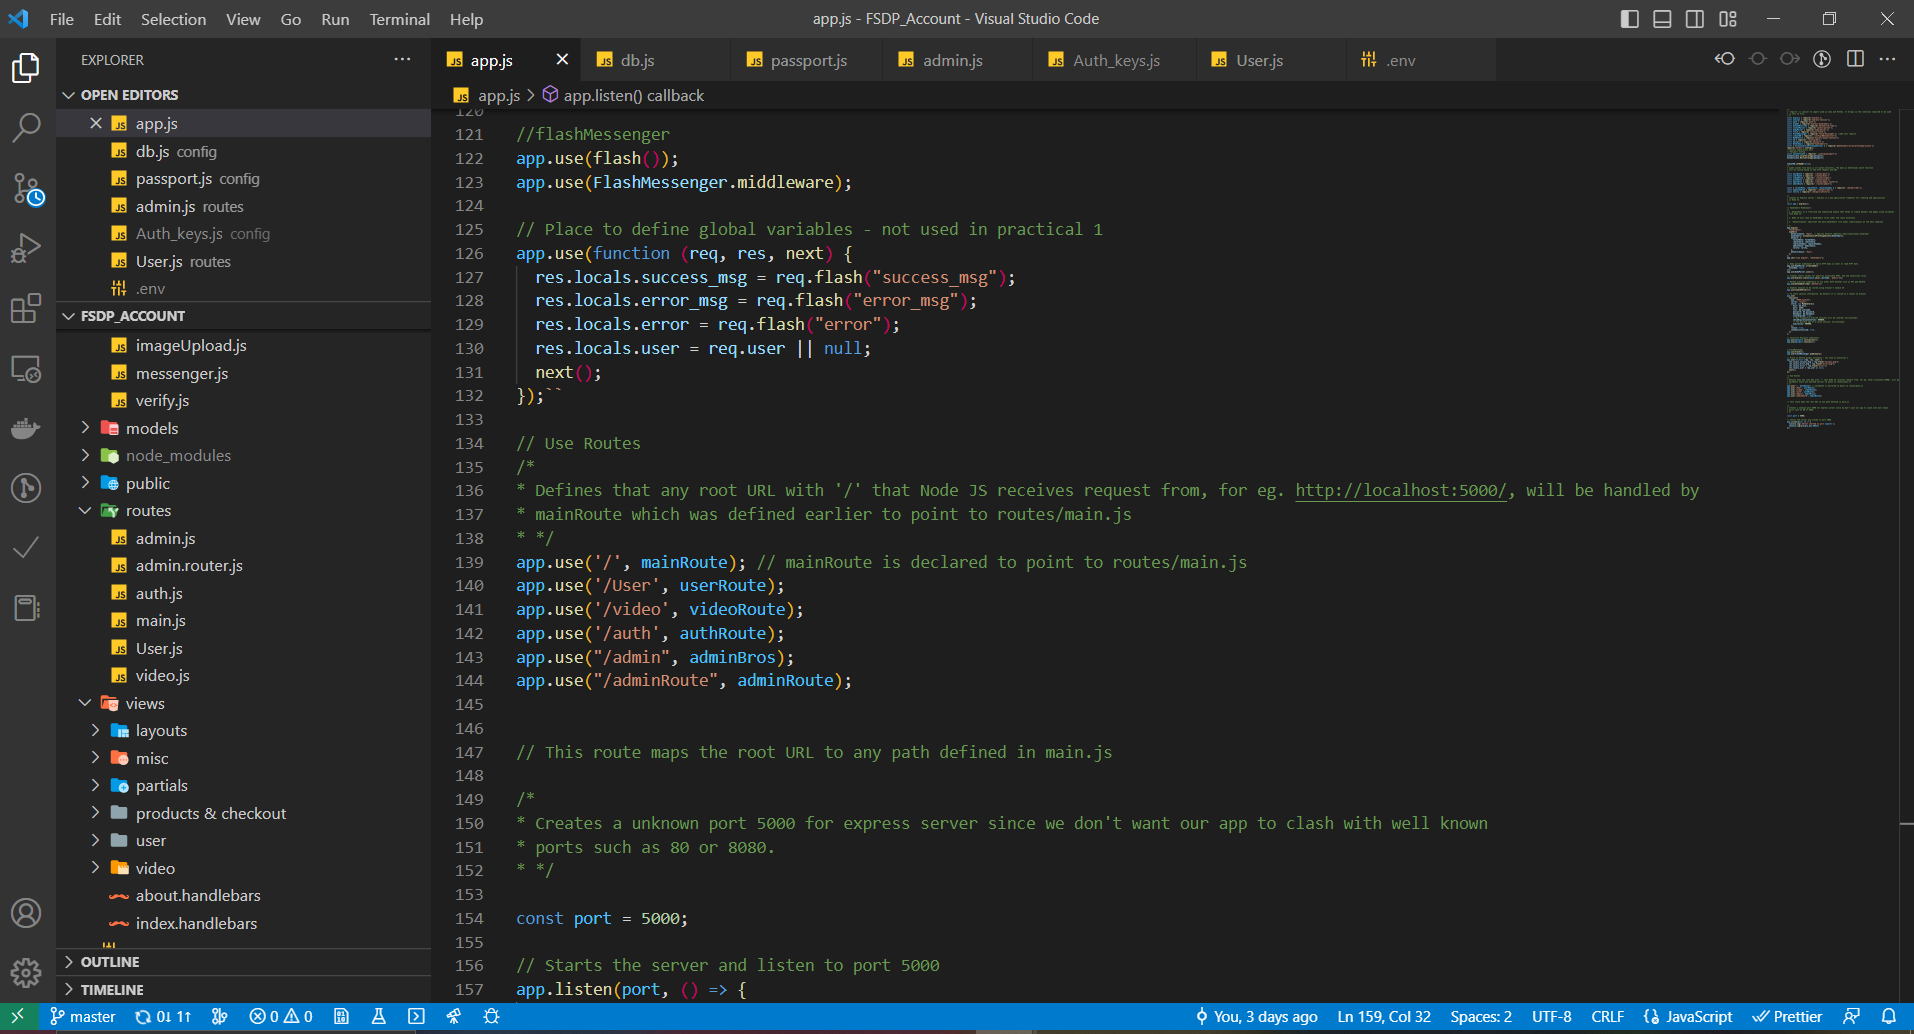 File Edit Selection View Go Run Terminal Help
app.js - FSDP_Account - Visual Studio Code
EXPLORER
OPEN EDITORS
app.js
db.js config
passport.js config
admin.js routes
Auth_keys.js config
User.js routes
.env
FSDP_ACCOUNT
imageUpload.js
messenger.js
verify.js
models
node_modules
public
routes
admin.js
admin.router.js
auth.js
main.js
User.js
video.js
views
layouts
misc
partials
products & checkout
user
video
about.handlebars
index.handlebars
OUTLINE
TIMELINE
app.js db.js passport.js admin.js Auth_keys.js User.js .env
app.js > app.listen() callback
120
121 //flashMessenger
122 app.use(flash());
123 app.use(FlashMessenger.middleware);
124
125 // Place to define global variables - not used in practical 1
126 app.use(function (req, res, next) {
127 res.locals.success_msg = req.flash("success_msg");
128 res.locals.error_msg = req.flash("error_msg");
129 res.locals.error = req.flash("error");
130 res.locals.user = req.user || null;
131 next();
132 });``
133
134 // Use Routes
135 /*
136 * Defines that any root URL with '/' that Node JS receives request from, for eg. http://localhost:5000/, will be handled by
137 * mainRoute which was defined earlier to point to routes/main.js
138 * */
139 app.use('/', mainRoute); // mainRoute is declared to point to routes/main.js
140 app.use('/User', userRoute);
141 app.use('/video', videoRoute);
142 app.use('/auth', authRoute);
143 app.use("/admin", adminBros);
144 app.use("/adminRoute", adminRoute);
145
146
147 // This route maps the root URL to any path defined in main.js
148
149 /*
150 * Creates a unknown port 5000 for express server since we don't want our app to clash with well known
151 * ports such as 80 or 8080.
152 * */
153
154 const port = 5000;
155
156 // Starts the server and listen to port 5000
157 app.listen(port, () => {
master 0↓ 1↑ 0 0 You, 3 days ago Ln 159, Col 32 Spaces: 2 UTF-8 CRLF JavaScript Prettier